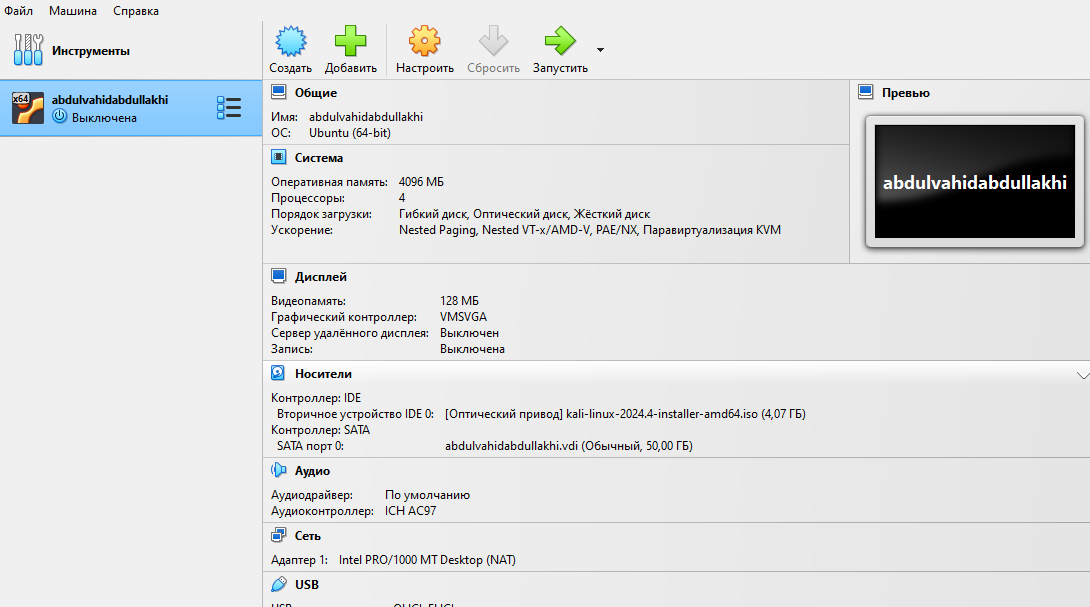 Файл Машина Справка
Инструменты
Создать Добавить Настроить Сбросить Запустить
x64 abdulvahidabdullakhi
Выключена
Общие
Имя: abdulvahidabdullakhi
ОС: Ubuntu (64-bit)
Превью
abdulvahidabdullakhi
Система
Оперативная память: 4096 МБ
Процессоры: 4
Порядок загрузки: Гибкий диск, Оптический диск, Жёсткий диск
Ускорение: Nested Paging, Nested VT-x/AMD-V, PAE/NX, Паравиртуализация KVM
Дисплей
Видеопамять: 128 МБ
Графический контроллер: VMSVGA
Сервер удалённого дисплея: Выключен
Запись: Выключена
Носители
Контроллер: IDE
Вторичное устройство IDE 0: [Оптический привод] kali-linux-2024.4-installer-amd64.iso (4,07 ГБ)
Контроллер: SATA
SATA порт 0: abdulvahidabdullakhi.vdi (Обычный, 50,00 ГБ)
Аудио
Аудиодрайвер: По умолчанию
Аудиоконтроллер: ICH AC97
Сеть
Адаптер 1: Intel PRO/1000 MT Desktop (NAT)
USB